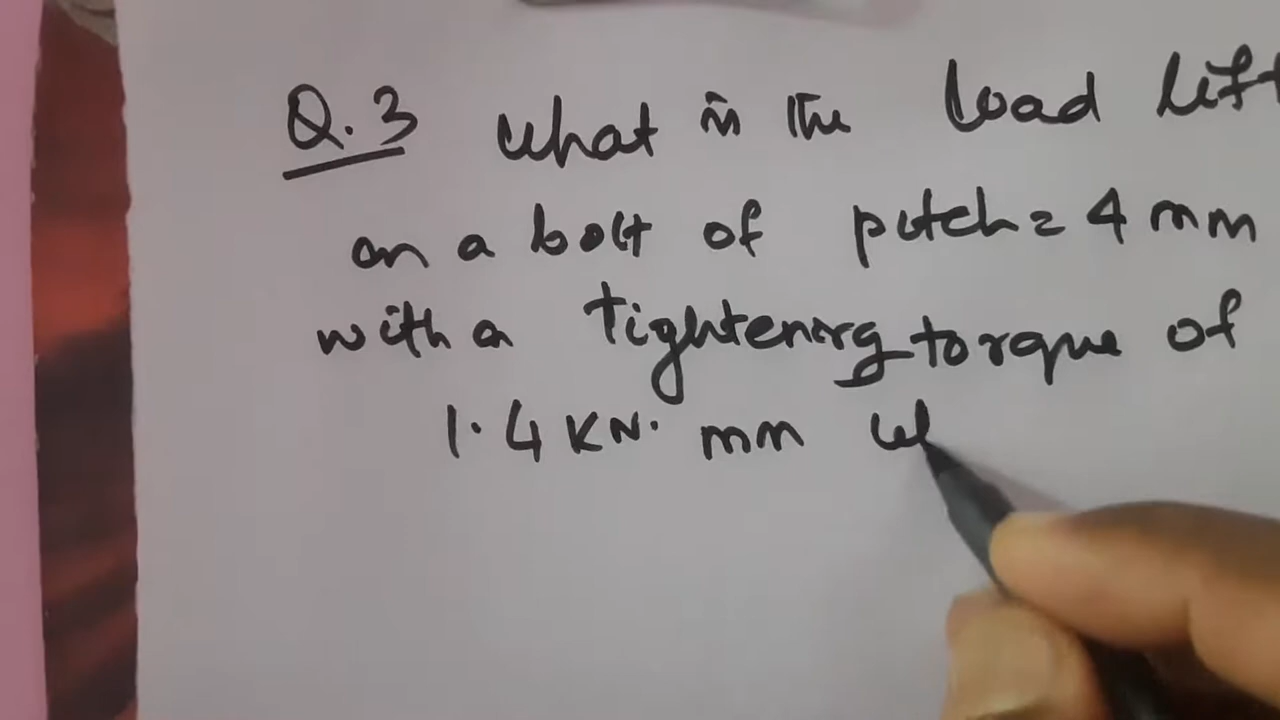 Q.3 What is the load lift
on a bolt of pitch = 4 mm
with a tightening torque of
1.4 KN. mm